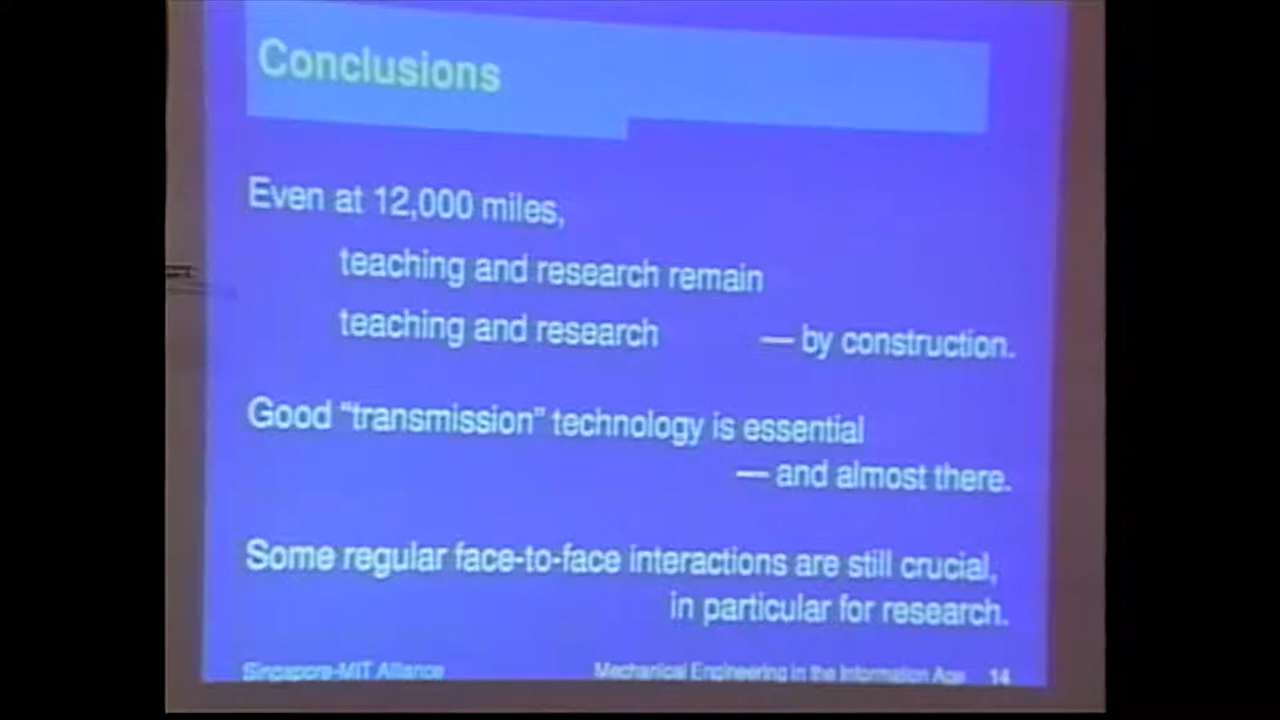 Conclusions
Even at 12,000 miles,
teaching and research remain
teaching and research — by construction.
Good “transmission” technology is essential
— and almost there.
Some regular face-to-face interactions are still crucial,
in particular for research.
Singapore-MIT Alliance Mechanical Engineering in the Information Age 14